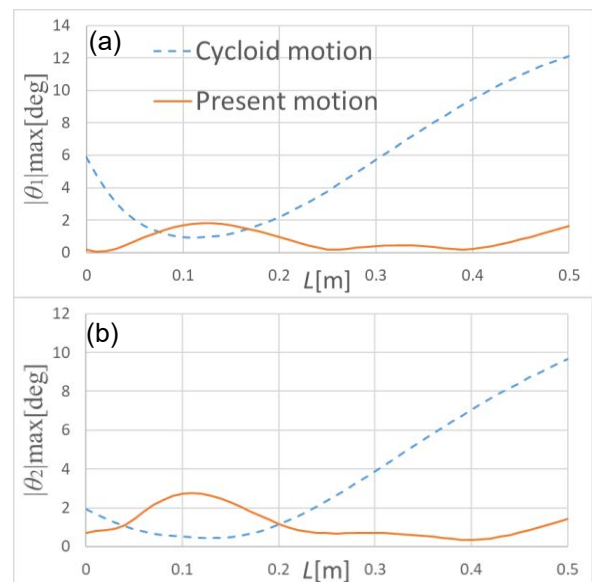 14
(a)
Cycloid motion
12
10
Present motion
8
6
4
2
0
|θ₁|max[deg]
0 0.1 0.2 0.3 0.4 0.5
L[m]
12
(b)
10
8
6
4
2
0
|θ₂|max[deg]
0 0.1 0.2 0.3 0.4 0.5
L[m]